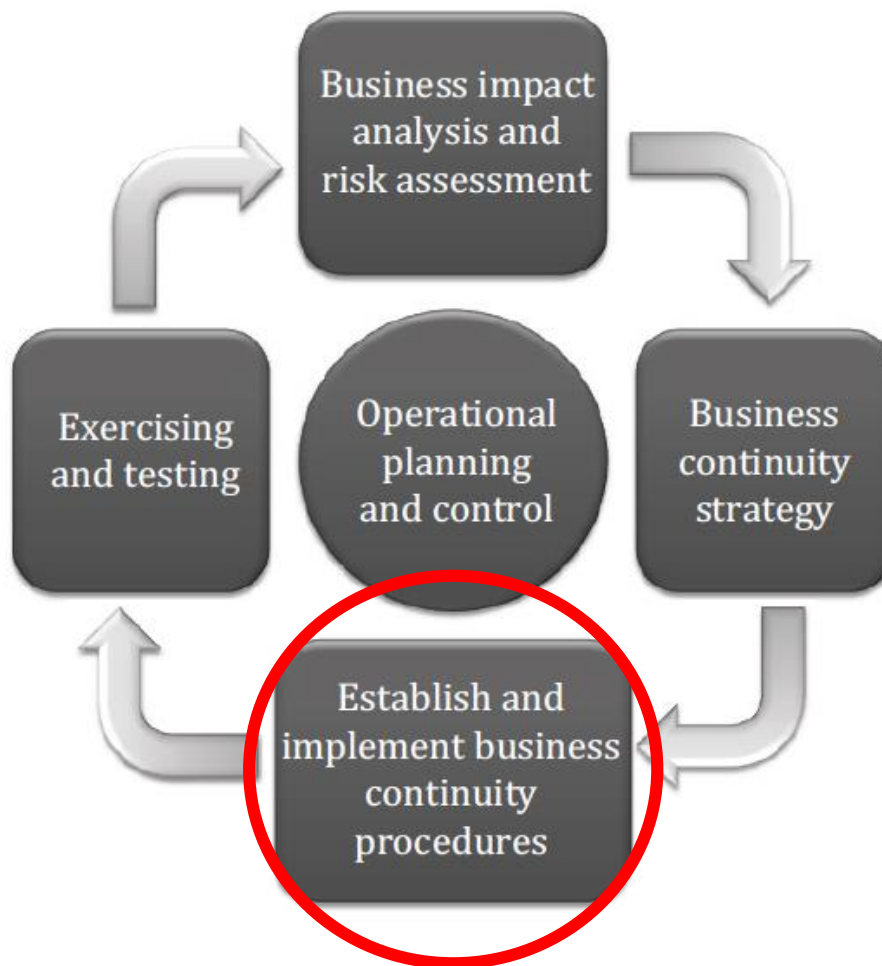 Business impact
analysis and
risk assessment
Exercising
and testing
Operational
planning
and control
Business
continuity
strategy
Establish and
implement business
continuity
procedures